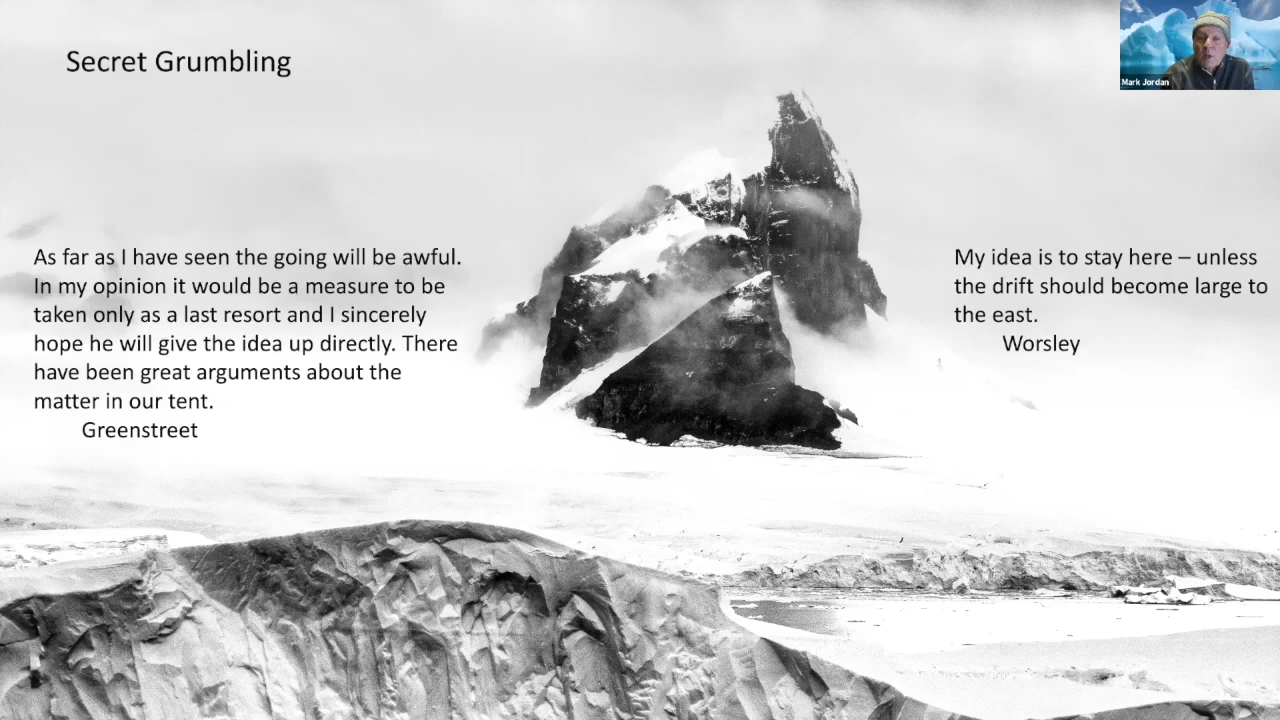 Secret Grumbling
Mark Jordan
As far as I have seen the going will be awful.
In my opinion it would be a measure to be
taken only as a last resort and I sincerely
hope he will give the idea up directly. There
have been great arguments about the
matter in our tent.
Greenstreet
My idea is to stay here – unless
the drift should become large to
the east.
Worsley